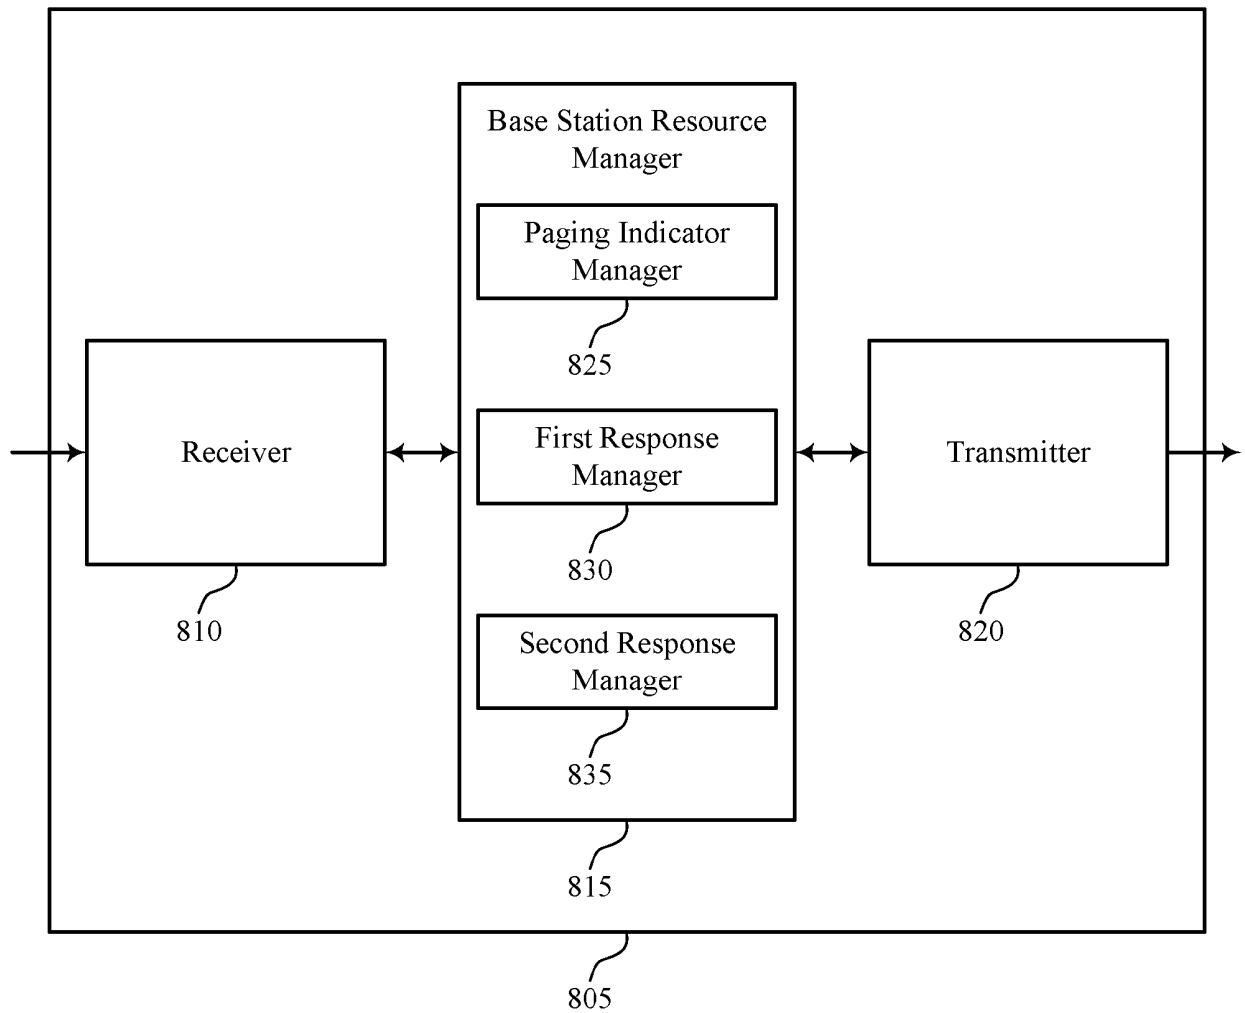 Base Station Resource
Manager
Paging Indicator
Manager
825
Receiver
810
First Response
Manager
830
Transmitter
820
Second Response
Manager
835
815
805